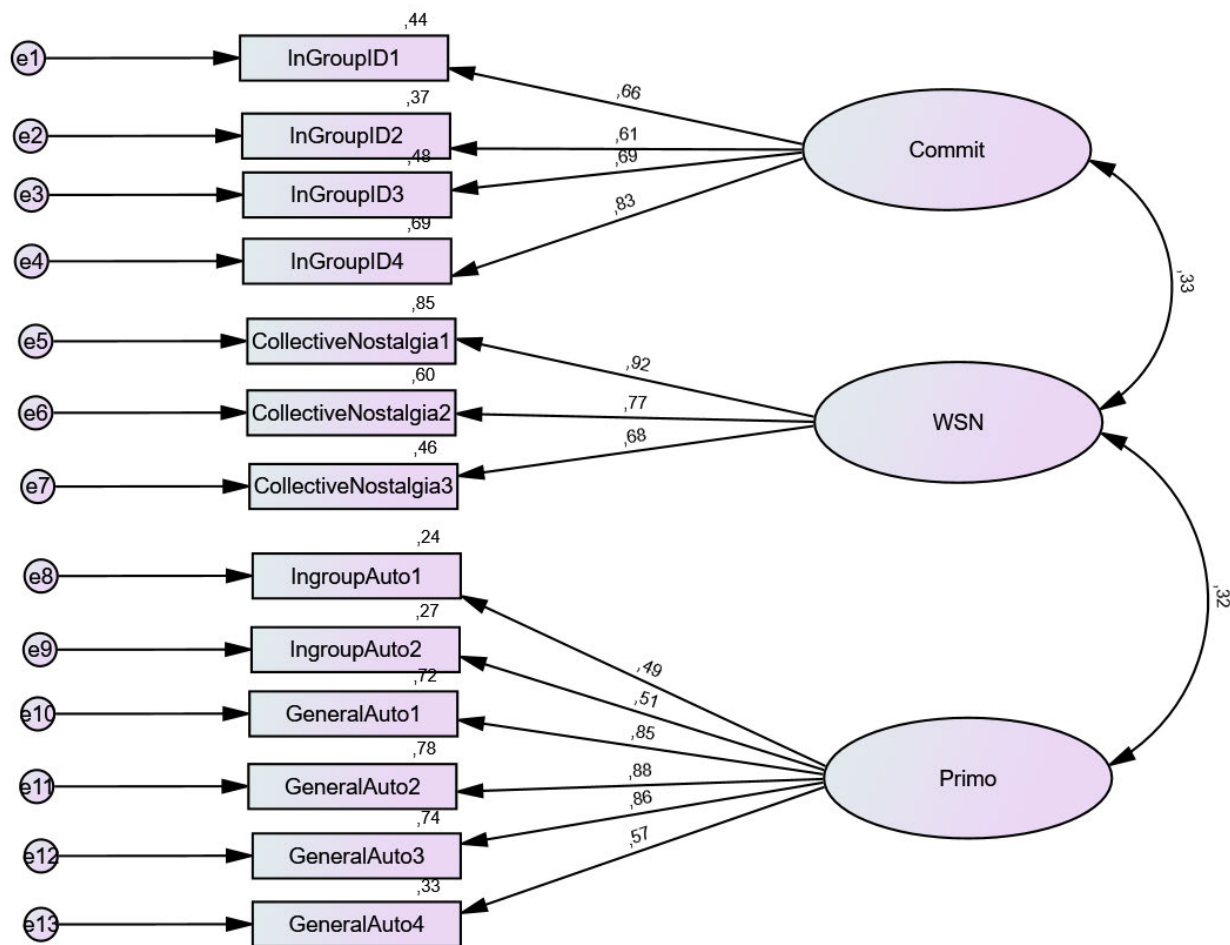 ,44
e1 InGroupID1
,66
,37
e2 InGroupID2
,61
Commit
,48
,69
e3 InGroupID3
,69
,83
e4 InGroupID4
,33
,85
e5 CollectiveNostalgia1
,92
,60
e6 CollectiveNostalgia2
,77
WSN
,68
,46
e7 CollectiveNostalgia3
,24
e8 IngroupAuto1
,32
,27
e9 IngroupAuto2
,49
,72
,51
e10 GeneralAuto1
,85
,78
e11 GeneralAuto2
,88
Primo
,86
,74
e12 GeneralAuto3
,57
,33
e13 GeneralAuto4